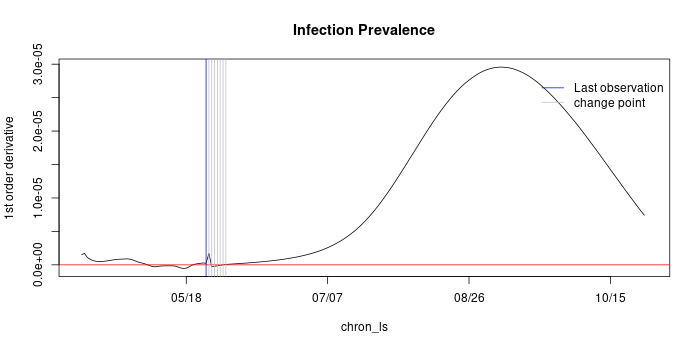 Infection Prevalence
1st order derivative
3.0e-05
2.0e-05
1.0e-05
0.0e+00
Last observation
change point
05/18
07/07
08/26
10/15
chron_ls